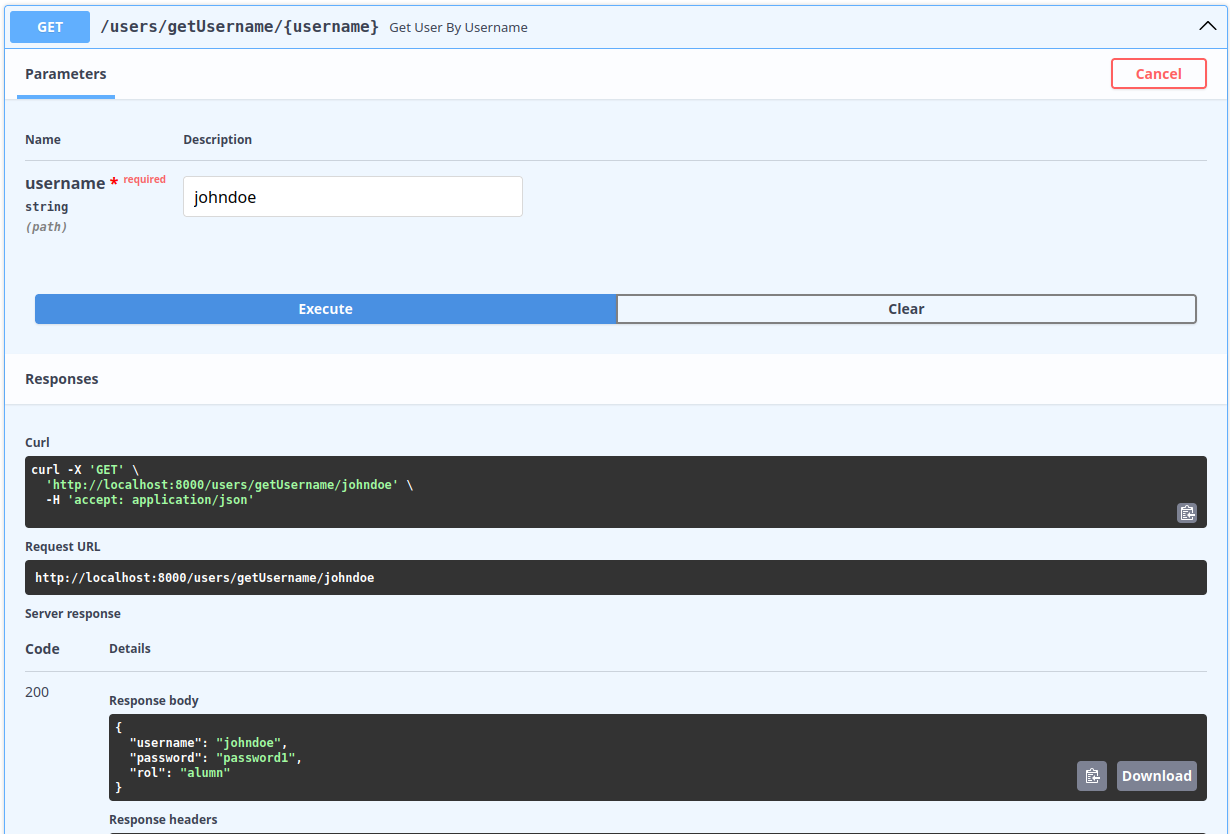 GET /users/getUsername/{username} Get User By Username
Parameters
Cancel
Name Description
username * required
string
(path)
johndoe
Execute Clear
Responses
Curl
curl -X 'GET' \
  'http://localhost:8000/users/getUsername/johndoe' \
  -H 'accept: application/json'
Request URL
http://localhost:8000/users/getUsername/johndoe
Server response
Code Details
200
Response body
{
  "username": "johndoe",
  "password": "password1",
  "rol": "alumn"
}
Download
Response headers